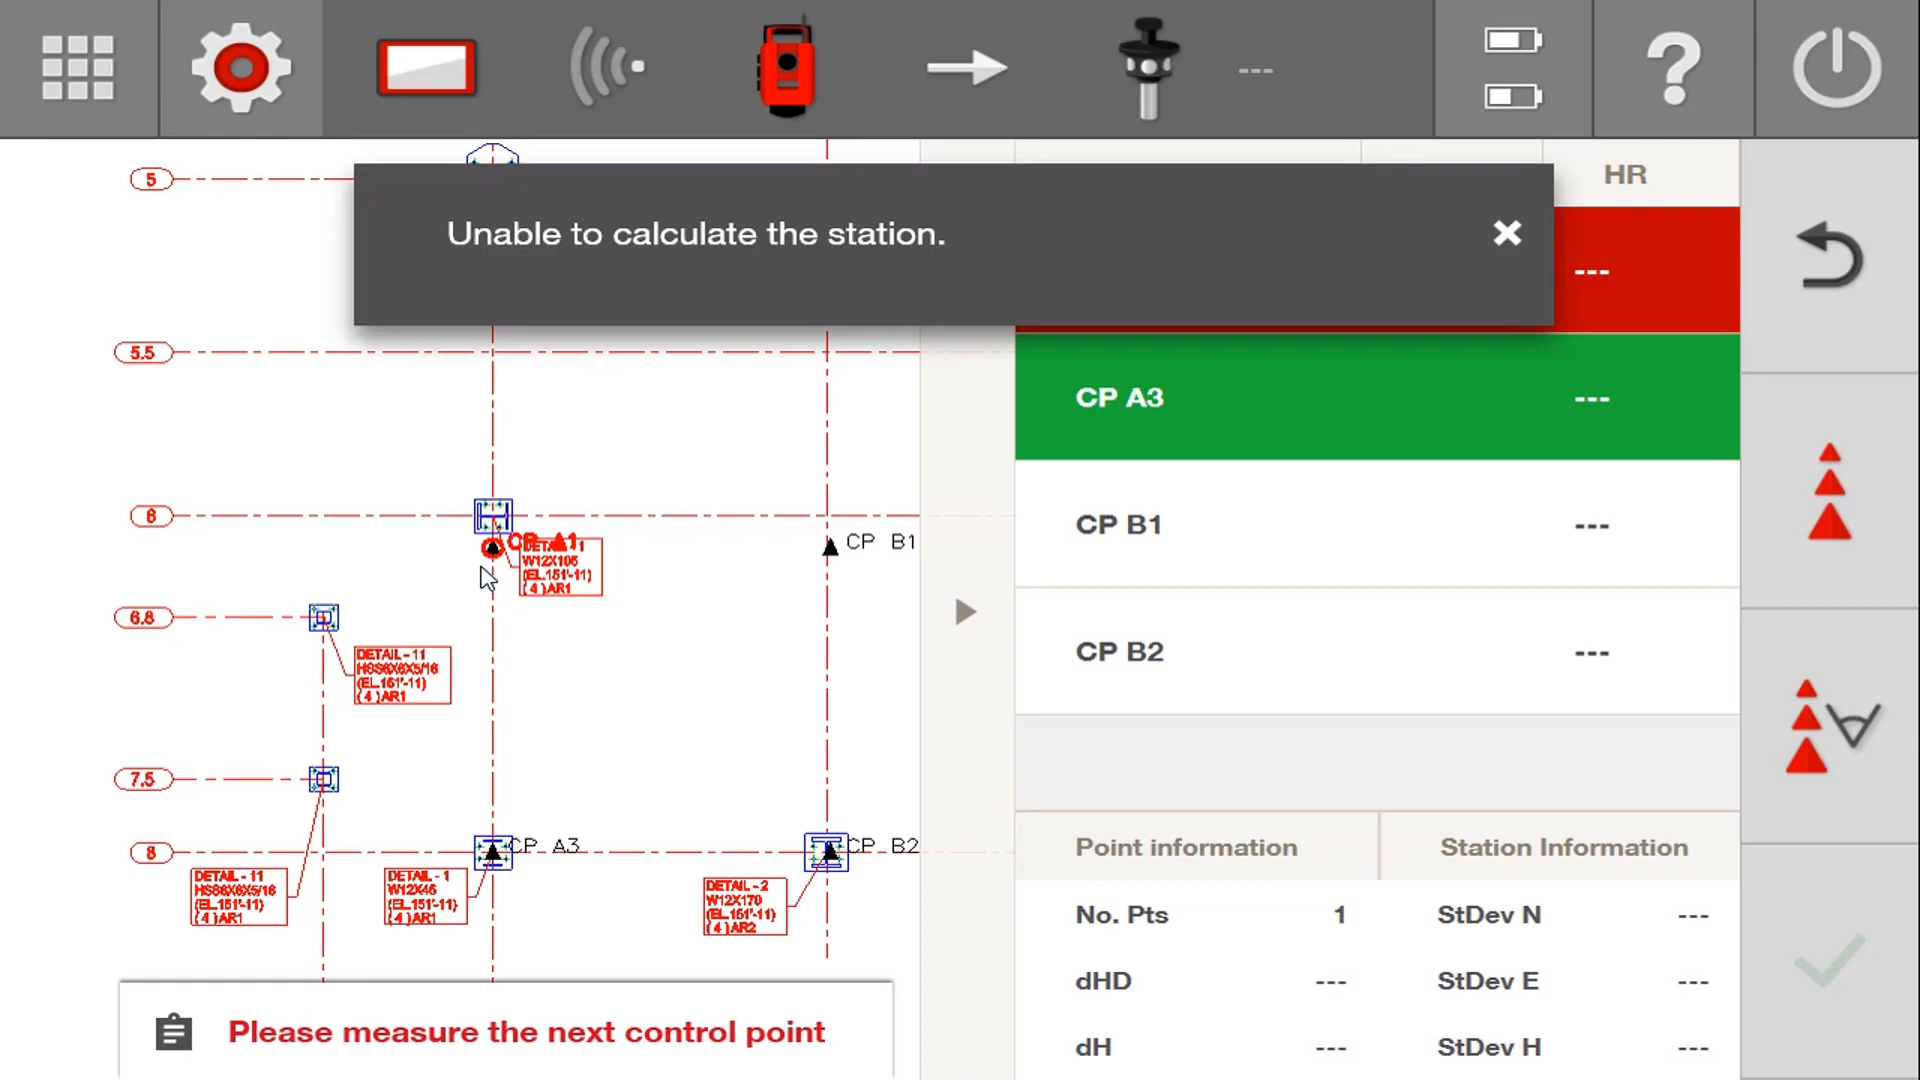 ---
HR
5
Unable to calculate the station.
---
5.5
CP A3 ---
6
CP A1
CP B1
DETAIL - 1
W12X106
(EL.151'-11)
( 4 )AR1
CP B1 ---
6.8
DETAIL - 11
HSS6X6X5/16
(EL.151'-11)
( 4 )AR1
CP B2 ---
7.5
8
CP A3
CP B2
DETAIL - 11
HSS6X6X5/16
(EL.151'-11)
( 4 )AR1
DETAIL - 1
W12X45
(EL.151'-11)
( 4 )AR1
DETAIL - 2
W12X170
(EL.151'-11)
( 4 )AR2
Point information
Station Information
No. Pts 1
StDev N ---
dHD ---
StDev E ---
dH ---
StDev H ---
Please measure the next control point